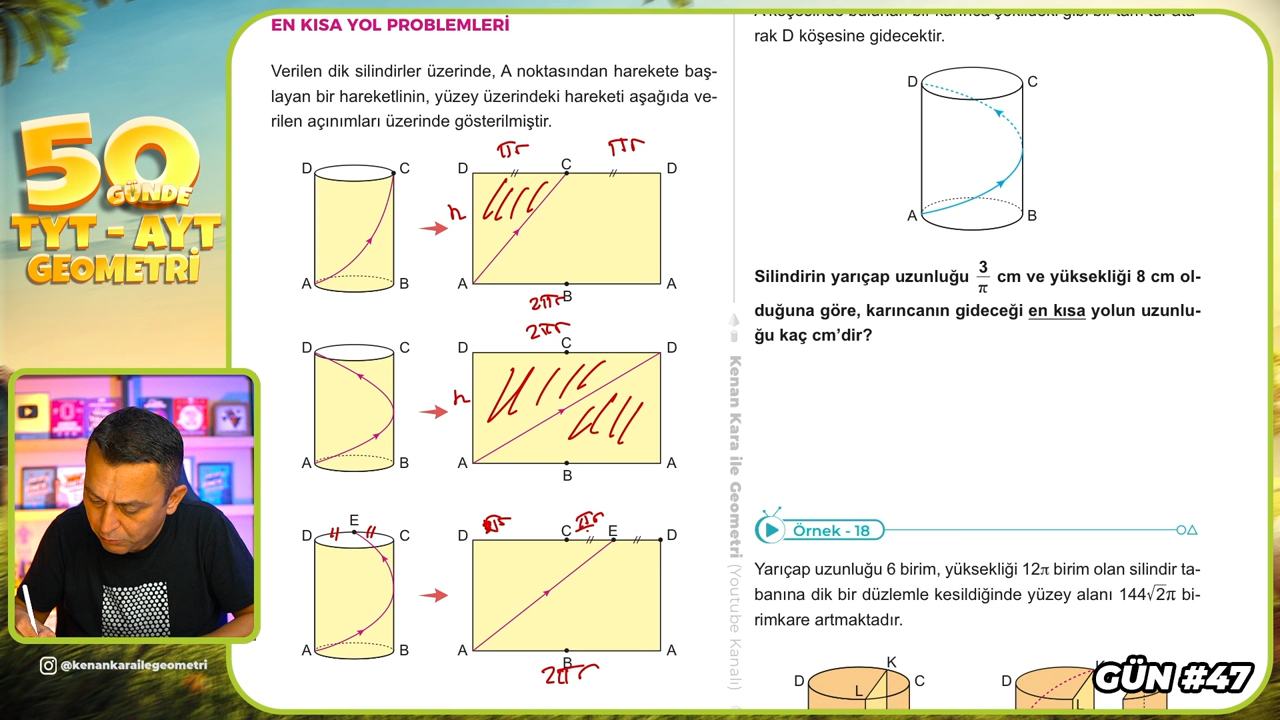 50
GÜNDE
TYT - AYT
GEOMETRİ
@kenankarailegeometri
EN KISA YOL PROBLEMLERİ
Verilen dik silindirler üzerinde, A noktasından harekete baş-
layan bir hareketlinin, yüzey üzerindeki hareketi aşağıda ve-
rilen açınımları üzerinde gösterilmiştir.
πr πr
D C D C D
h
A B A B A
2πr
2πr
D C D C D
h
A B A B A
E
πr
D C D C E D
A B A B A
2πr
Kenan Kara ile Geometri (Youtube Kanalı)
rak D köşesine gidecektir.
D C
A B
Silindirin yarıçap uzunluğu 3/π cm ve yüksekliği 8 cm ol-
duğuna göre, karıncanın gideceği en kısa yolun uzunlu-
ğu kaç cm'dir?
Örnek - 18
Yarıçap uzunluğu 6 birim, yüksekliği 12π birim olan silindir ta-
banına dik bir düzlemle kesildiğinde yüzey alanı 144√2π bi-
rimkare artmaktadır.
K
D L C
D L
GÜN #47